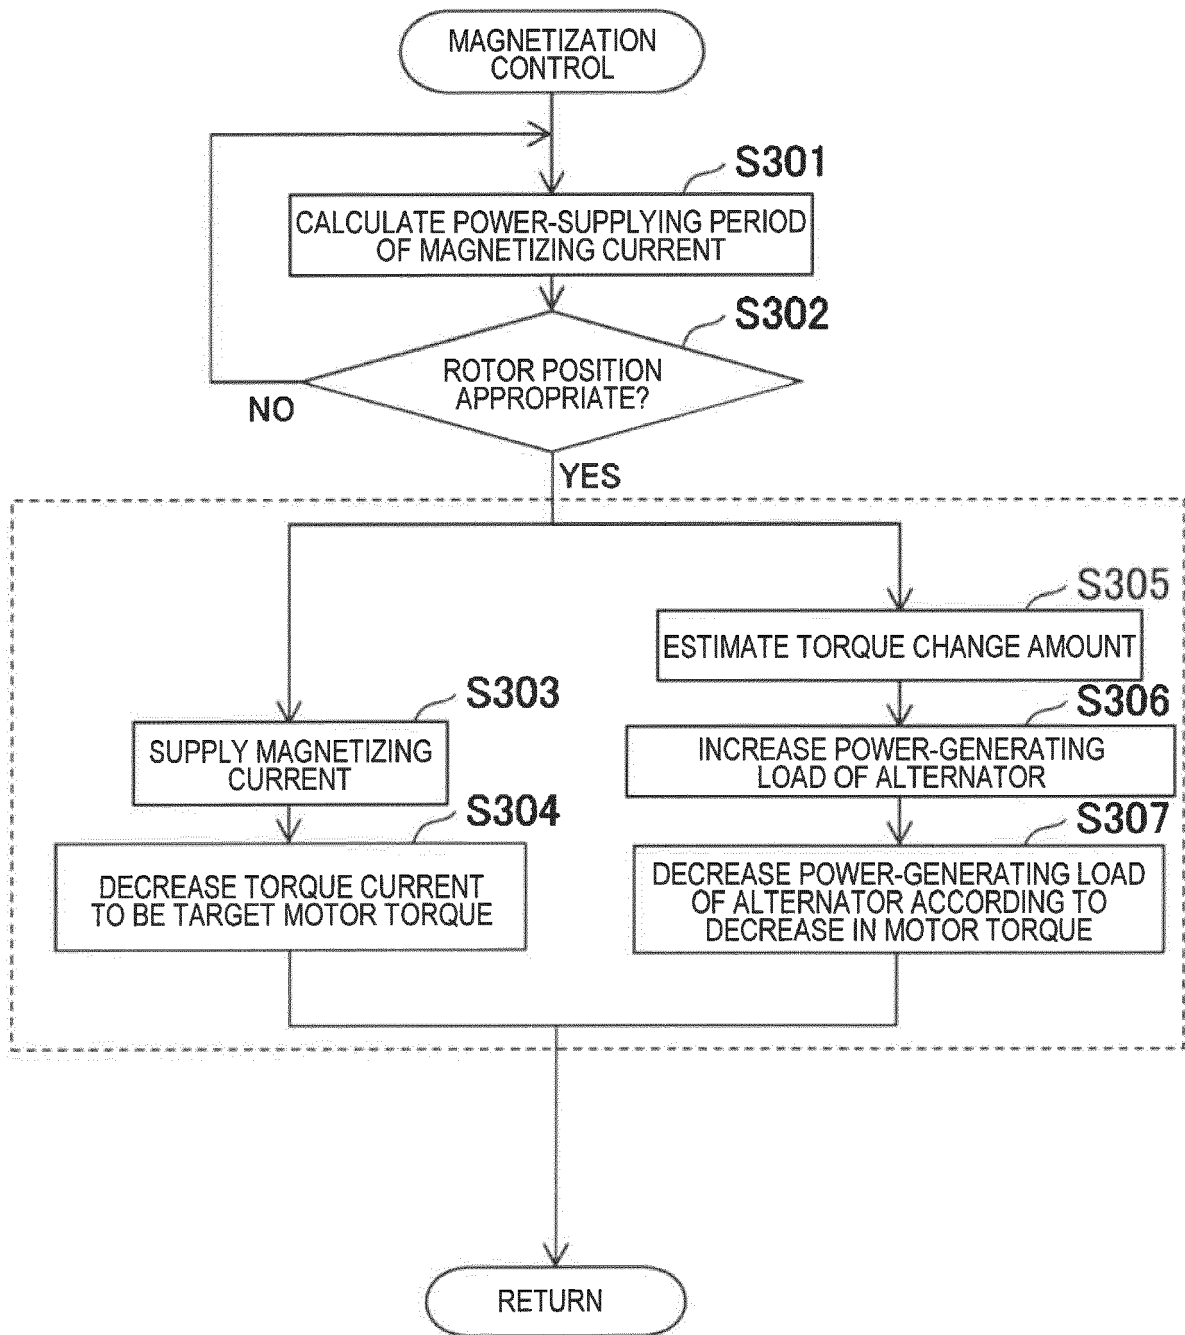 MAGNETIZATION
CONTROL
S301
CALCULATE POWER-SUPPLYING PERIOD
OF MAGNETIZING CURRENT
S302
ROTOR POSITION
APPROPRIATE?
NO
YES
S303
SUPPLY MAGNETIZING
CURRENT
S304
DECREASE TORQUE CURRENT
TO BE TARGET MOTOR TORQUE
S305
ESTIMATE TORQUE CHANGE AMOUNT
S306
INCREASE POWER-GENERATING
LOAD OF ALTERNATOR
S307
DECREASE POWER-GENERATING LOAD
OF ALTERNATOR ACCORDING TO
DECREASE IN MOTOR TORQUE
RETURN